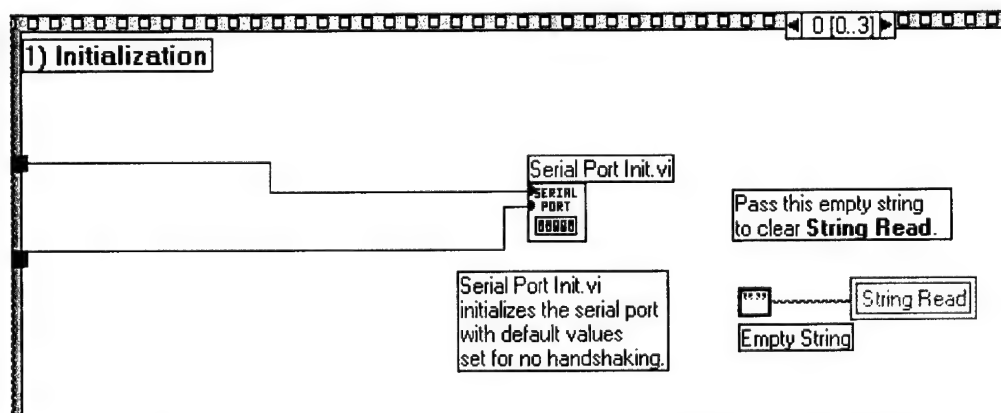 0 [0..3]
1) Initialization
Serial Port Init.vi
SERIAL
PORT
Pass this empty string
to clear String Read.
Serial Port Init.vi
initializes the serial port
with default values
set for no handshaking.
String Read
Empty String